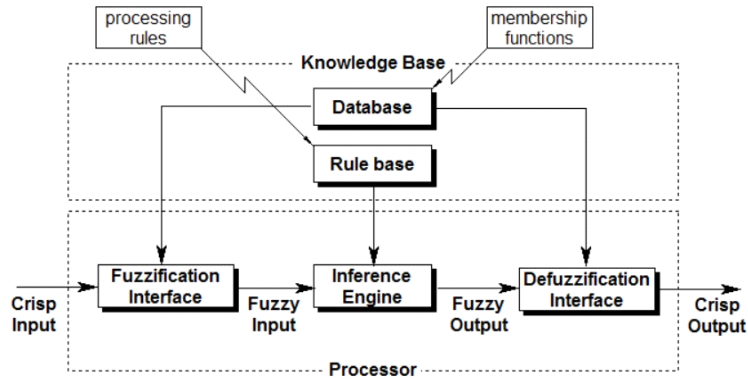 processing
rules
membership
functions
Knowledge Base
Database
Rule base
Fuzzification
Interface
Inference
Engine
Defuzzification
Interface
Crisp
Input
Fuzzy
Input
Fuzzy
Output
Crisp
Output
Processor